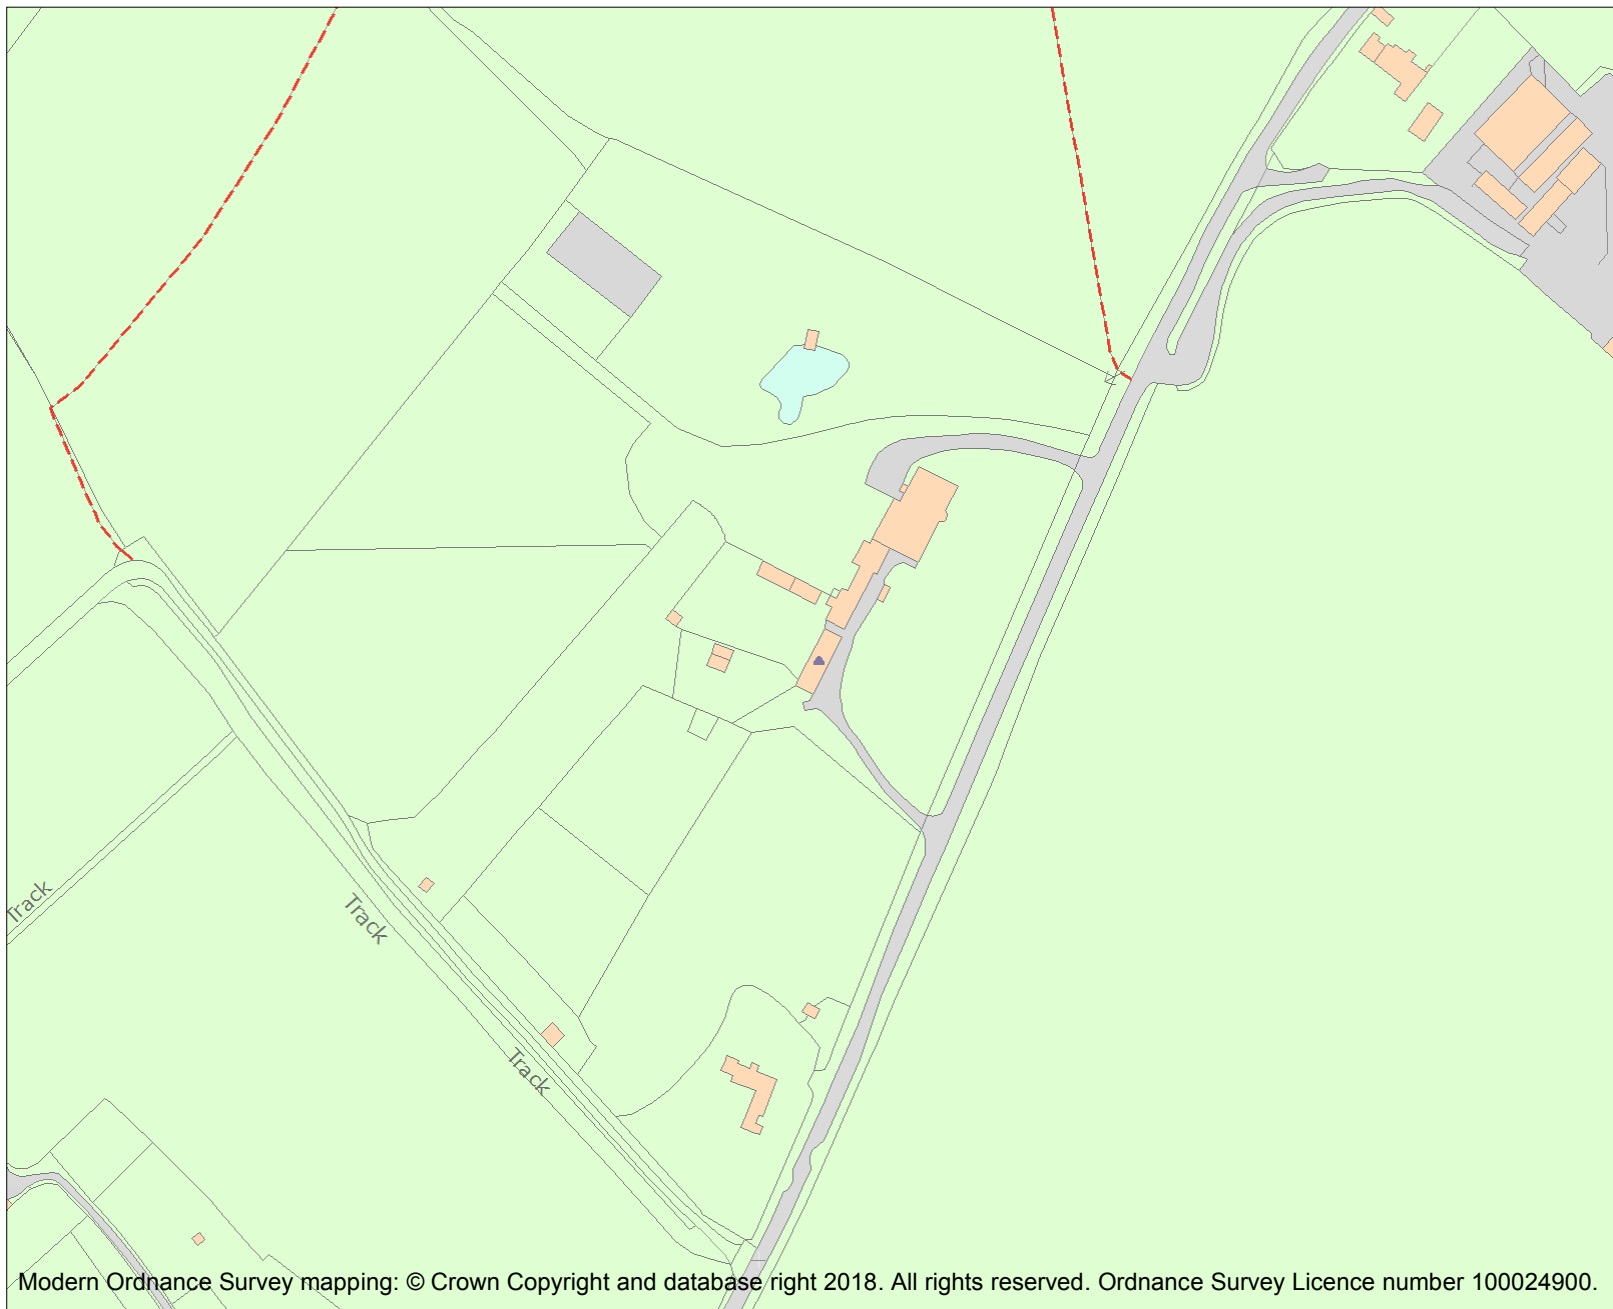 Track
Track
Track
Modern Ordnance Survey mapping: © Crown Copyright and database right 2018. All rights reserved. Ordnance Survey Licence number 100024900.